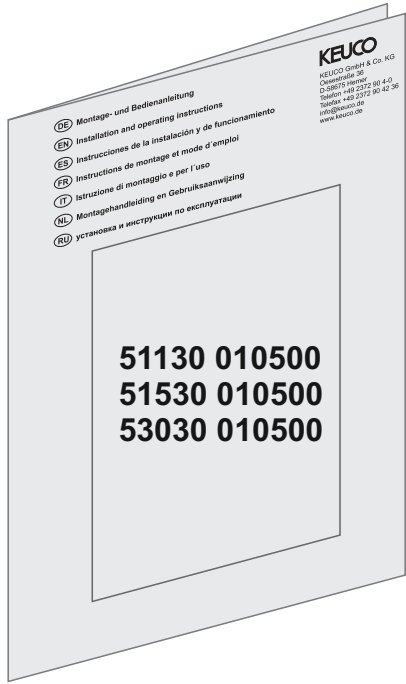 KEUCO
KEUCO GmbH & Co. KG
Oesestraße 36
D-58675 Hemer
Telefon +49 2372 90 4-0
Telefax +49 2372 90 42 36
info@keuco.de
www.keuco.de
DE Montage- und Bedienanleitung
EN Installation and operating instructions
ES Instrucciones de la instalación y de funcionamiento
FR Instructions de montage et mode d´emploi
IT Istruzione di montaggio e per l´uso
NL Montagehandleiding en Gebruiksaanwijzing
RU установка и инструкции по експлуатации
51130 010500
51530 010500
53030 010500